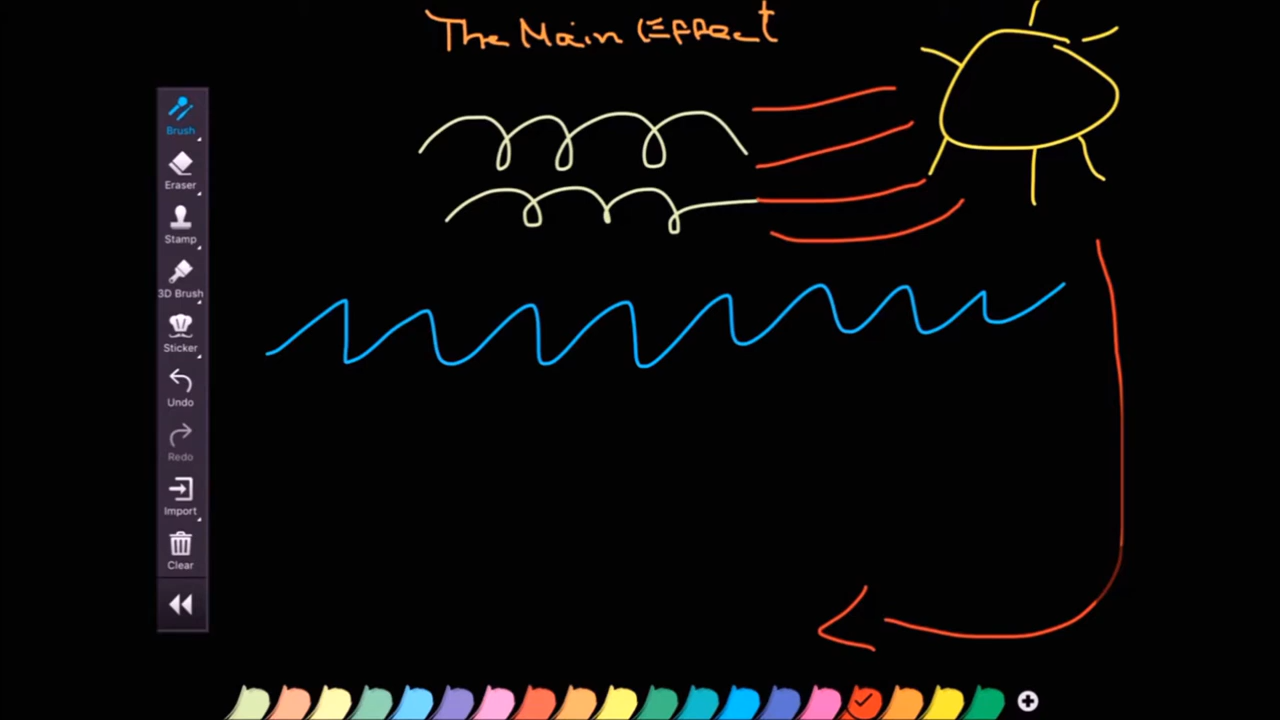 The Main Effect
Brush
Eraser
Stamp
3D Brush
Sticker
Undo
Redo
Import
Clear